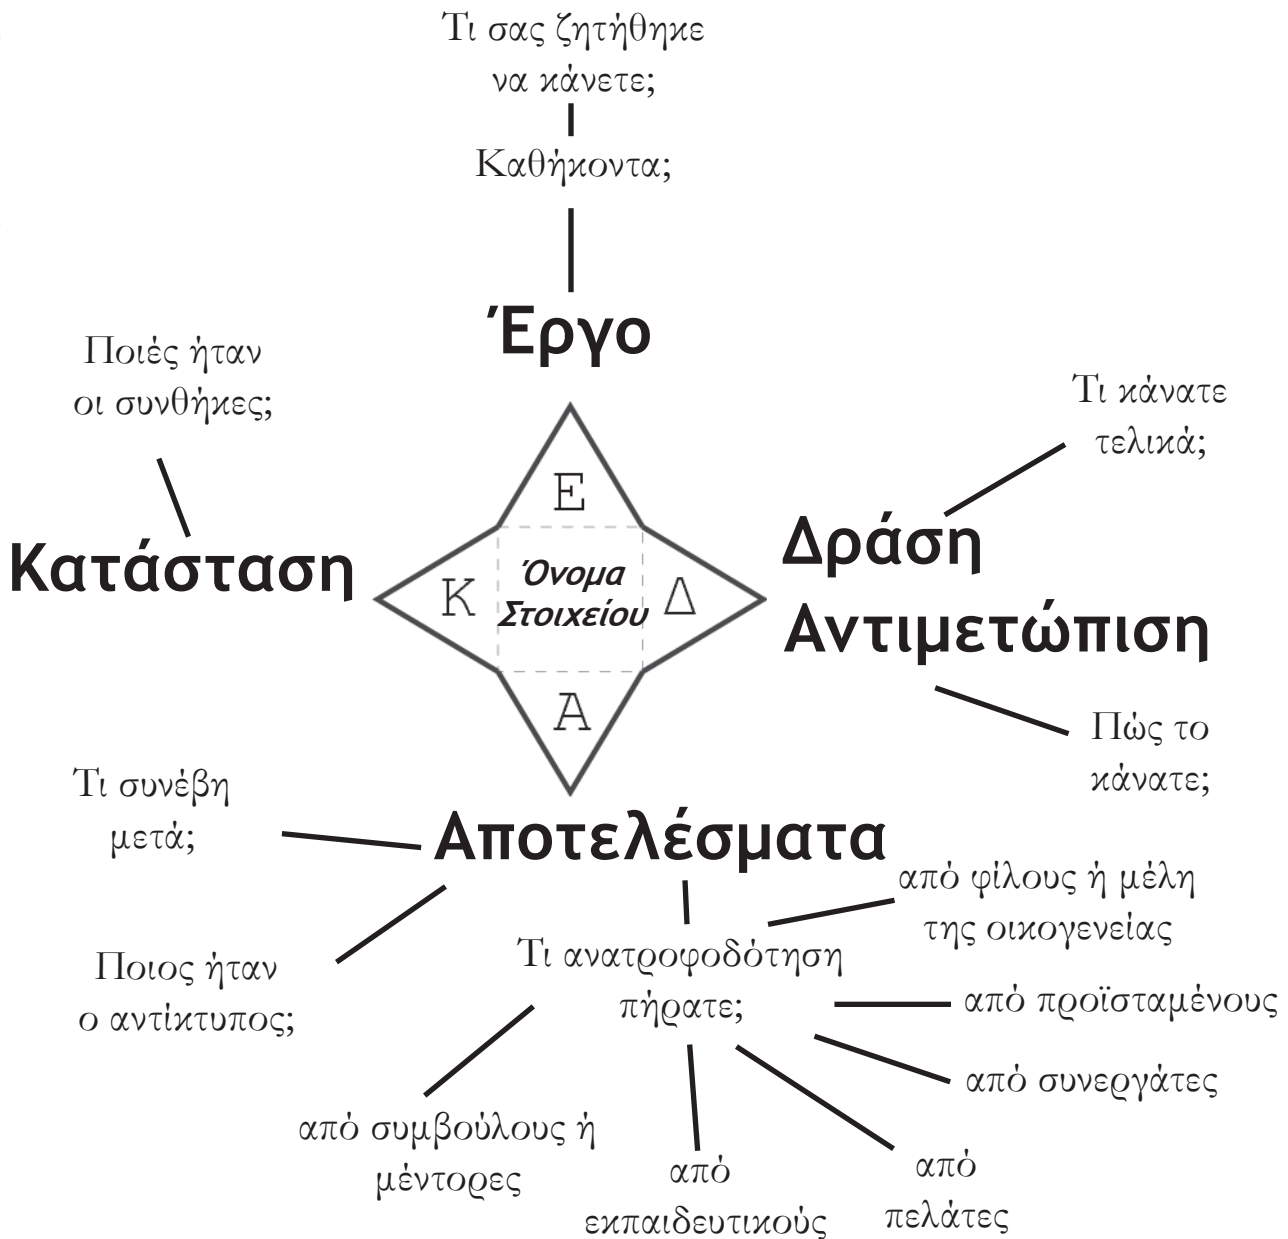 Τι σας ζητήθηκε
να κάνετε;
Καθήκοντα;
Έργο
Ποιές ήταν
οι συνθήκες;
Τι κάνατε
τελικά;
Κατάσταση
Ε
Κ
Όνομα
Στοιχείου
Δ
Α
Δράση
Αντιμετώπιση
Πώς το
κάνατε;
Τι συνέβη
μετά;
Αποτελέσματα
Ποιος ήταν
ο αντίκτυπος;
Τι ανατροφοδότηση
πήρατε;
από φίλους ή μέλη
της οικογενείας
από προϊσταμένους
από συνεργάτες
από συμβούλους ή
μέντορες
από
εκπαιδευτικούς
από
πελάτες